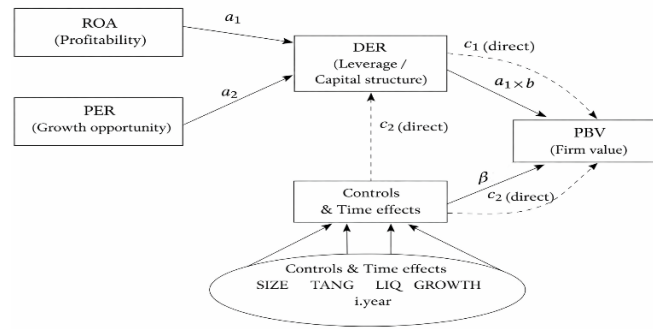 ROA
(Profitability)
a₁
DER
(Leverage /
Capital structure)
c₁ (direct)
a₁ × b
PER
(Growth opportunity)
a₂
c₂ (direct)
PBV
(Firm value)
Controls
& Time effects
β
c₂ (direct)
Controls & Time effects
SIZE TANG LIQ GROWTH
i.year